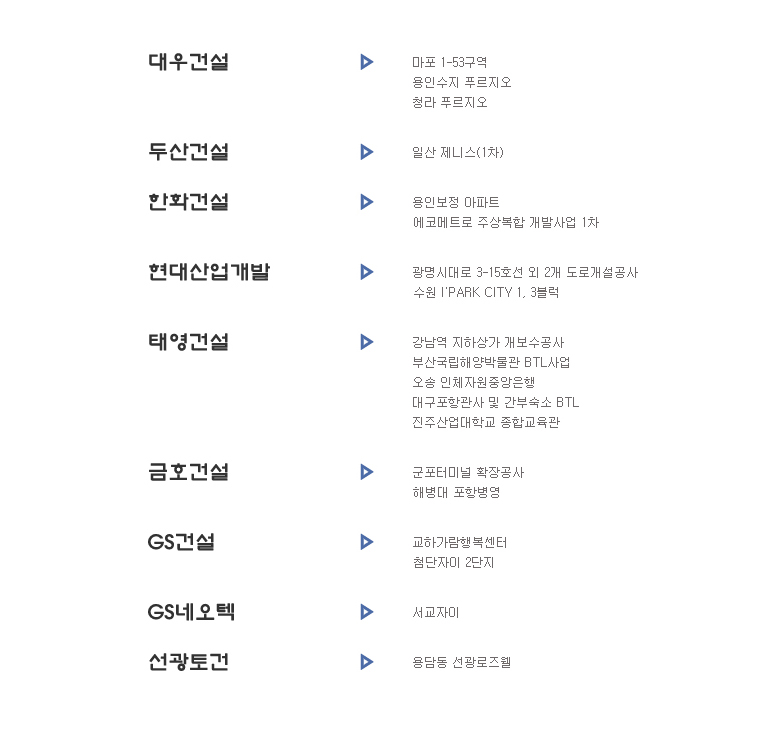 대우건설
마포 1-53구역
용인수지 푸르지오
청라 푸르지오
두산건설
일산 제니스(1차)
한화건설
용인보정 아파트
에코메트로 주상복합 개발사업 1차
현대산업개발
광명시대로 3-15호선 외 2개 도로개설공사
수원 I'PARK CITY 1, 3블럭
태영건설
강남역 지하상가 개보수공사
부산국립해양박물관 BTL사업
오송 인체자원중앙은행
대구포항관사 및 간부숙소 BTL
진주산업대학교 종합교육관
금호건설
군포터미널 확장공사
해병대 포항병영
GS건설
교하가람행복센터
첨단자이 2단지
GS네오텍
서교자이
선광토건
용담동 선광로즈웰